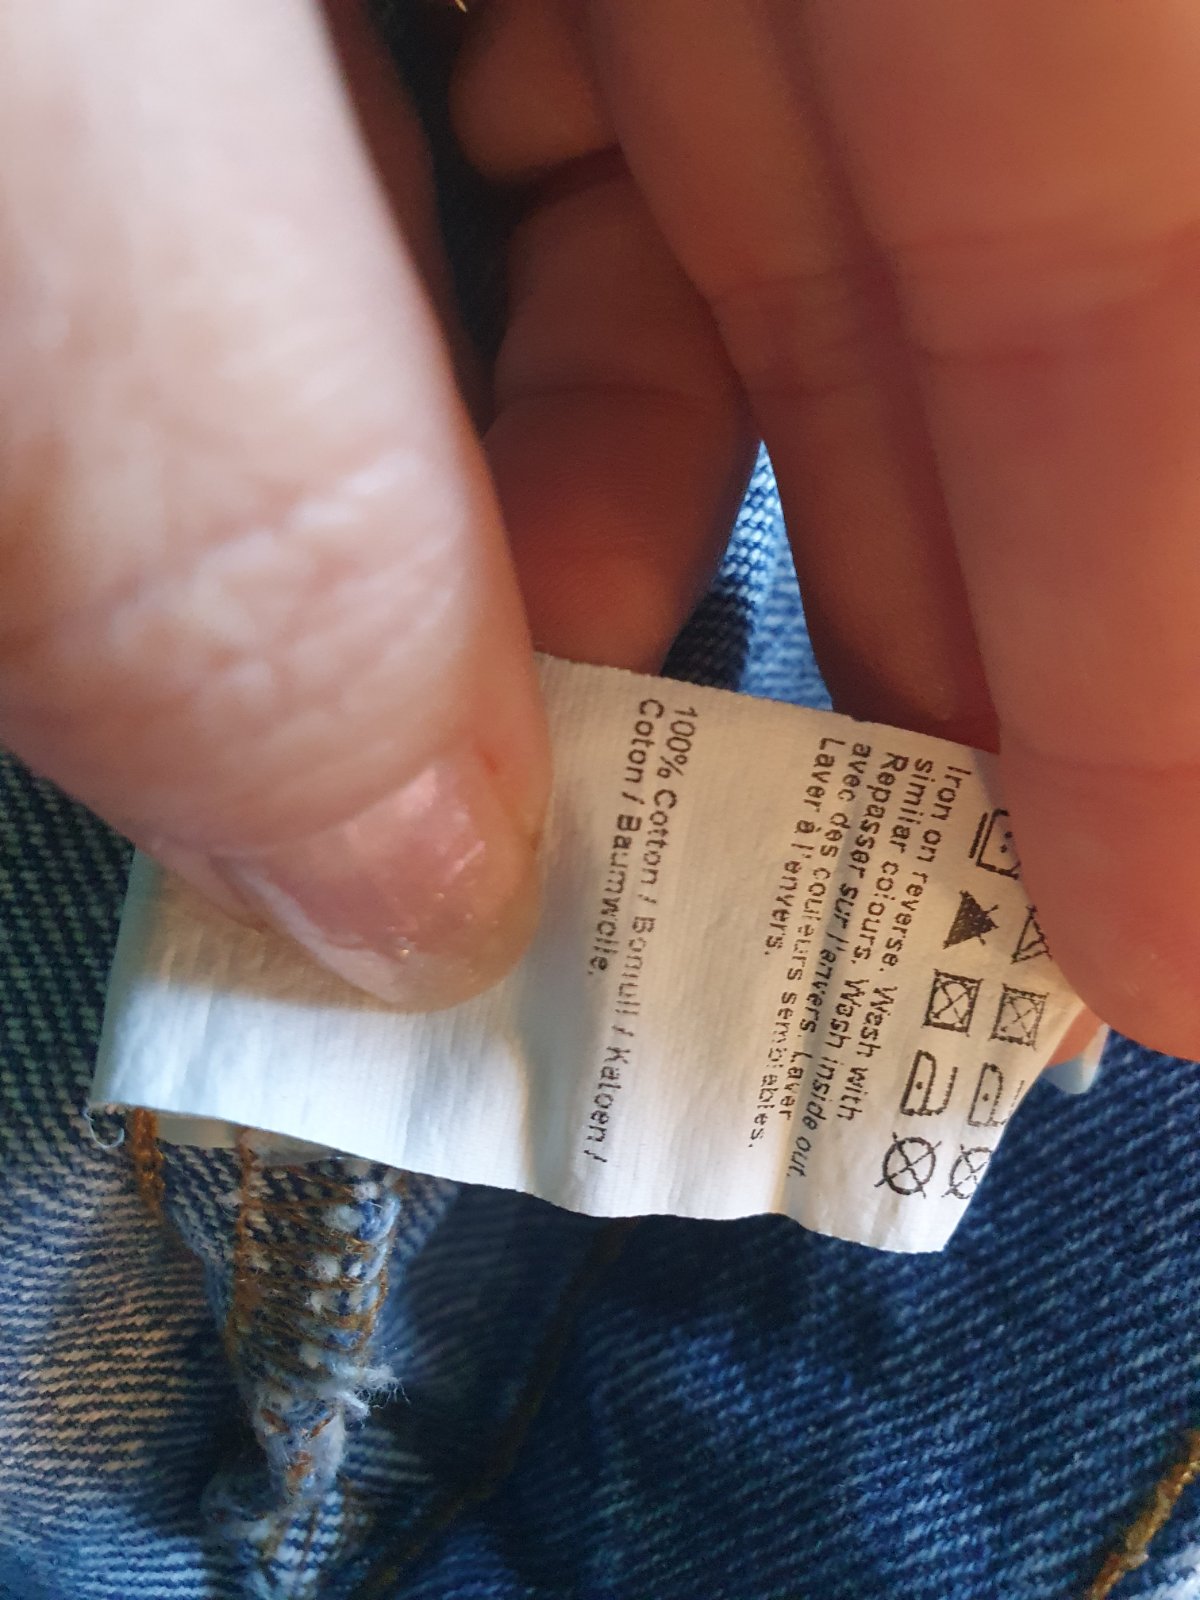 Iron on reverse. Wash with
similar colours. Wash inside out.
Repasser sur l'envers. Laver
avec des couleurs semblables.
Laver à l'envers.
100% Cotton / Bomull / Katoen /
Coton / Baumwolle.